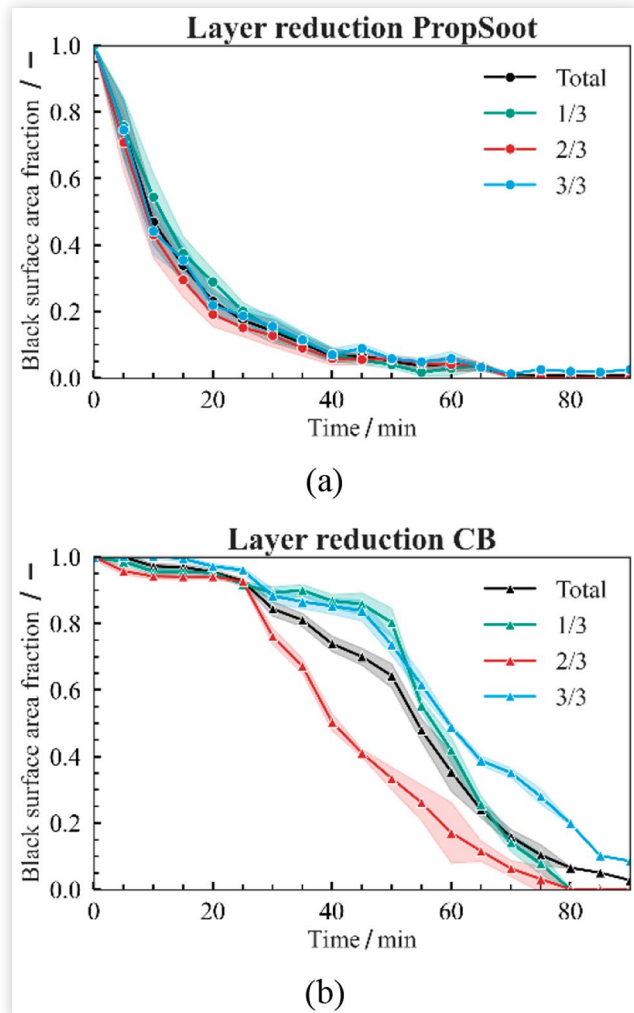 Layer reduction PropSoot
Black surface area fraction / –
1.0
0.8
0.6
0.4
0.2
0.0
Total
1/3
2/3
3/3
0
20
40
60
80
Time / min
(a)
Layer reduction CB
Black surface area fraction / –
1.0
0.8
0.6
0.4
0.2
0.0
Total
1/3
2/3
3/3
0
20
40
60
80
Time / min
(b)